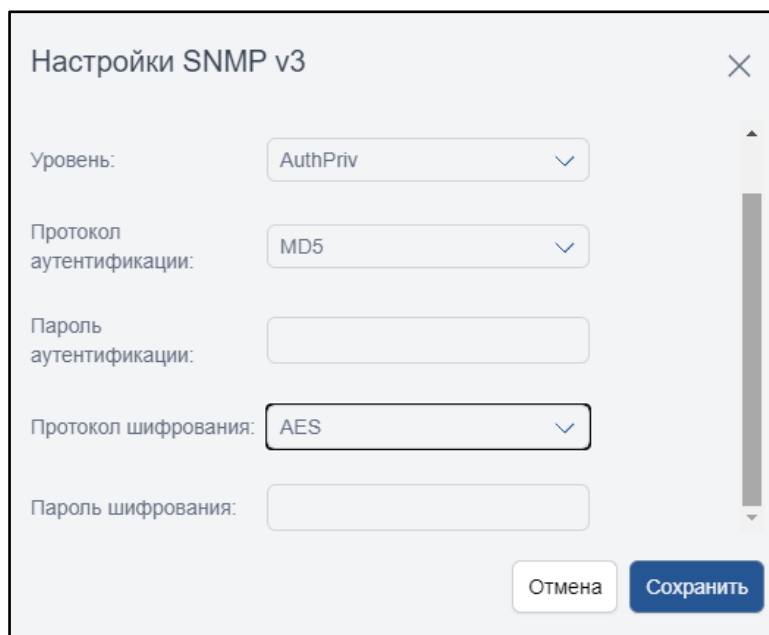 Настройки SNMP v3
Уровень:
AuthPriv
Протокол
аутентификации:
MD5
Пароль
аутентификации:
Протокол шифрования:
AES
Пароль шифрования:
Отмена
Сохранить